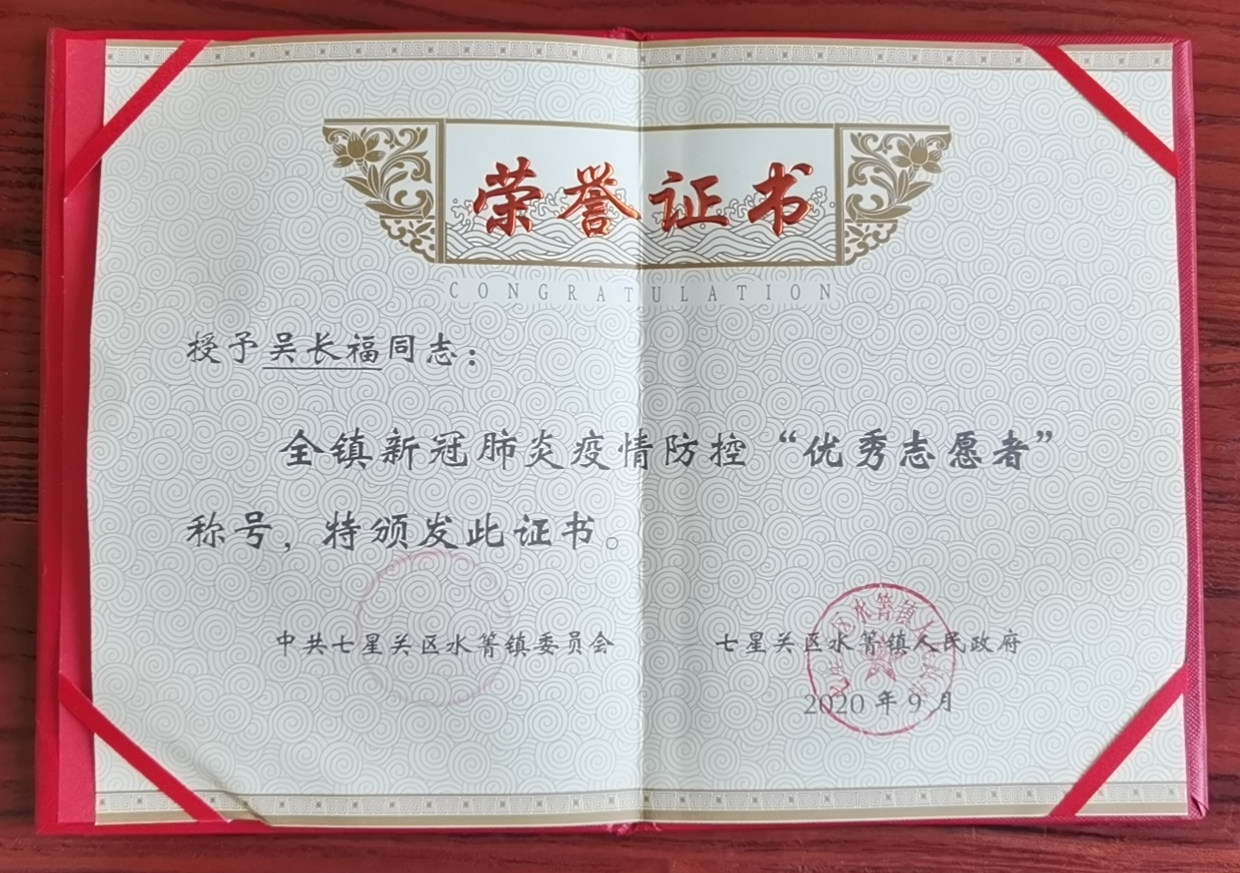 荣誉证书
CONGRATULATION
授予吴长福同志：
全镇新冠肺炎疫情防控“优秀志愿者”
称号，特颁发此证书。
中共七星关区水箐镇委员会
七星关区水箐镇人民政府
2020年9月